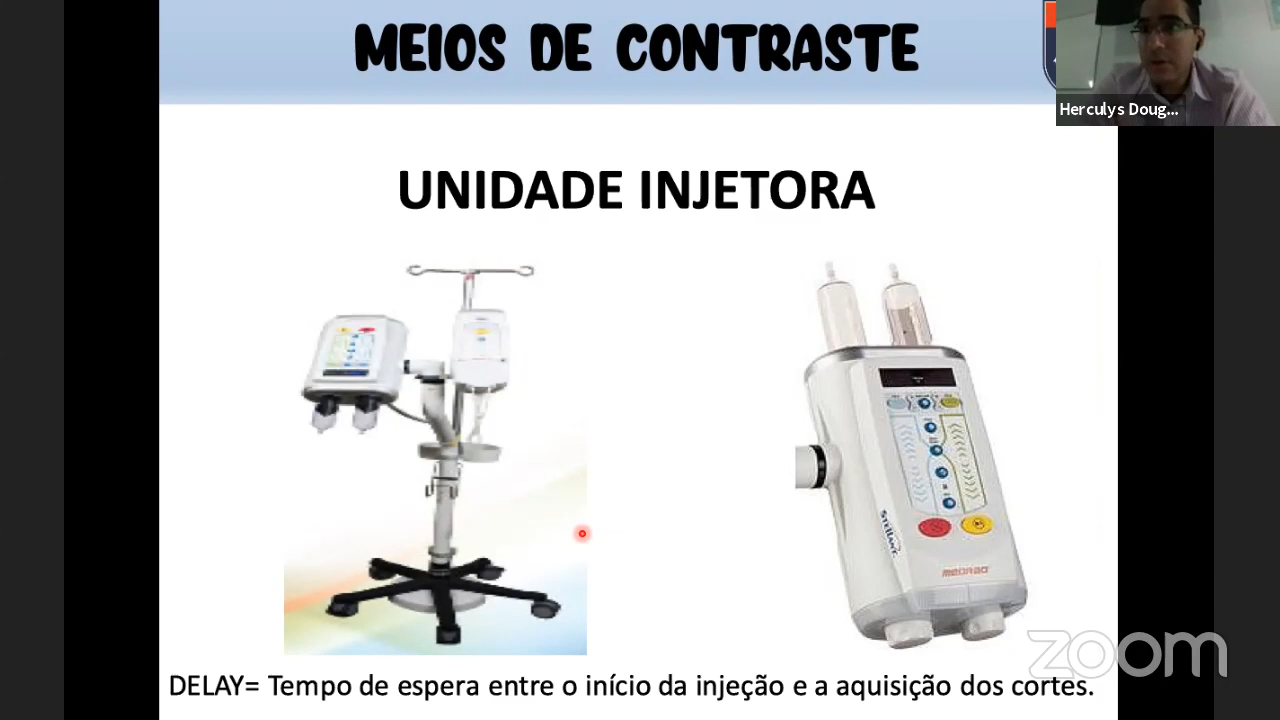 MEIOS DE CONTRASTE
Herculys Doug...
UNIDADE INJETORA
STELLANT
MEDRAD
zoom
DELAY= Tempo de espera entre o início da injeção e a aquisição dos cortes.